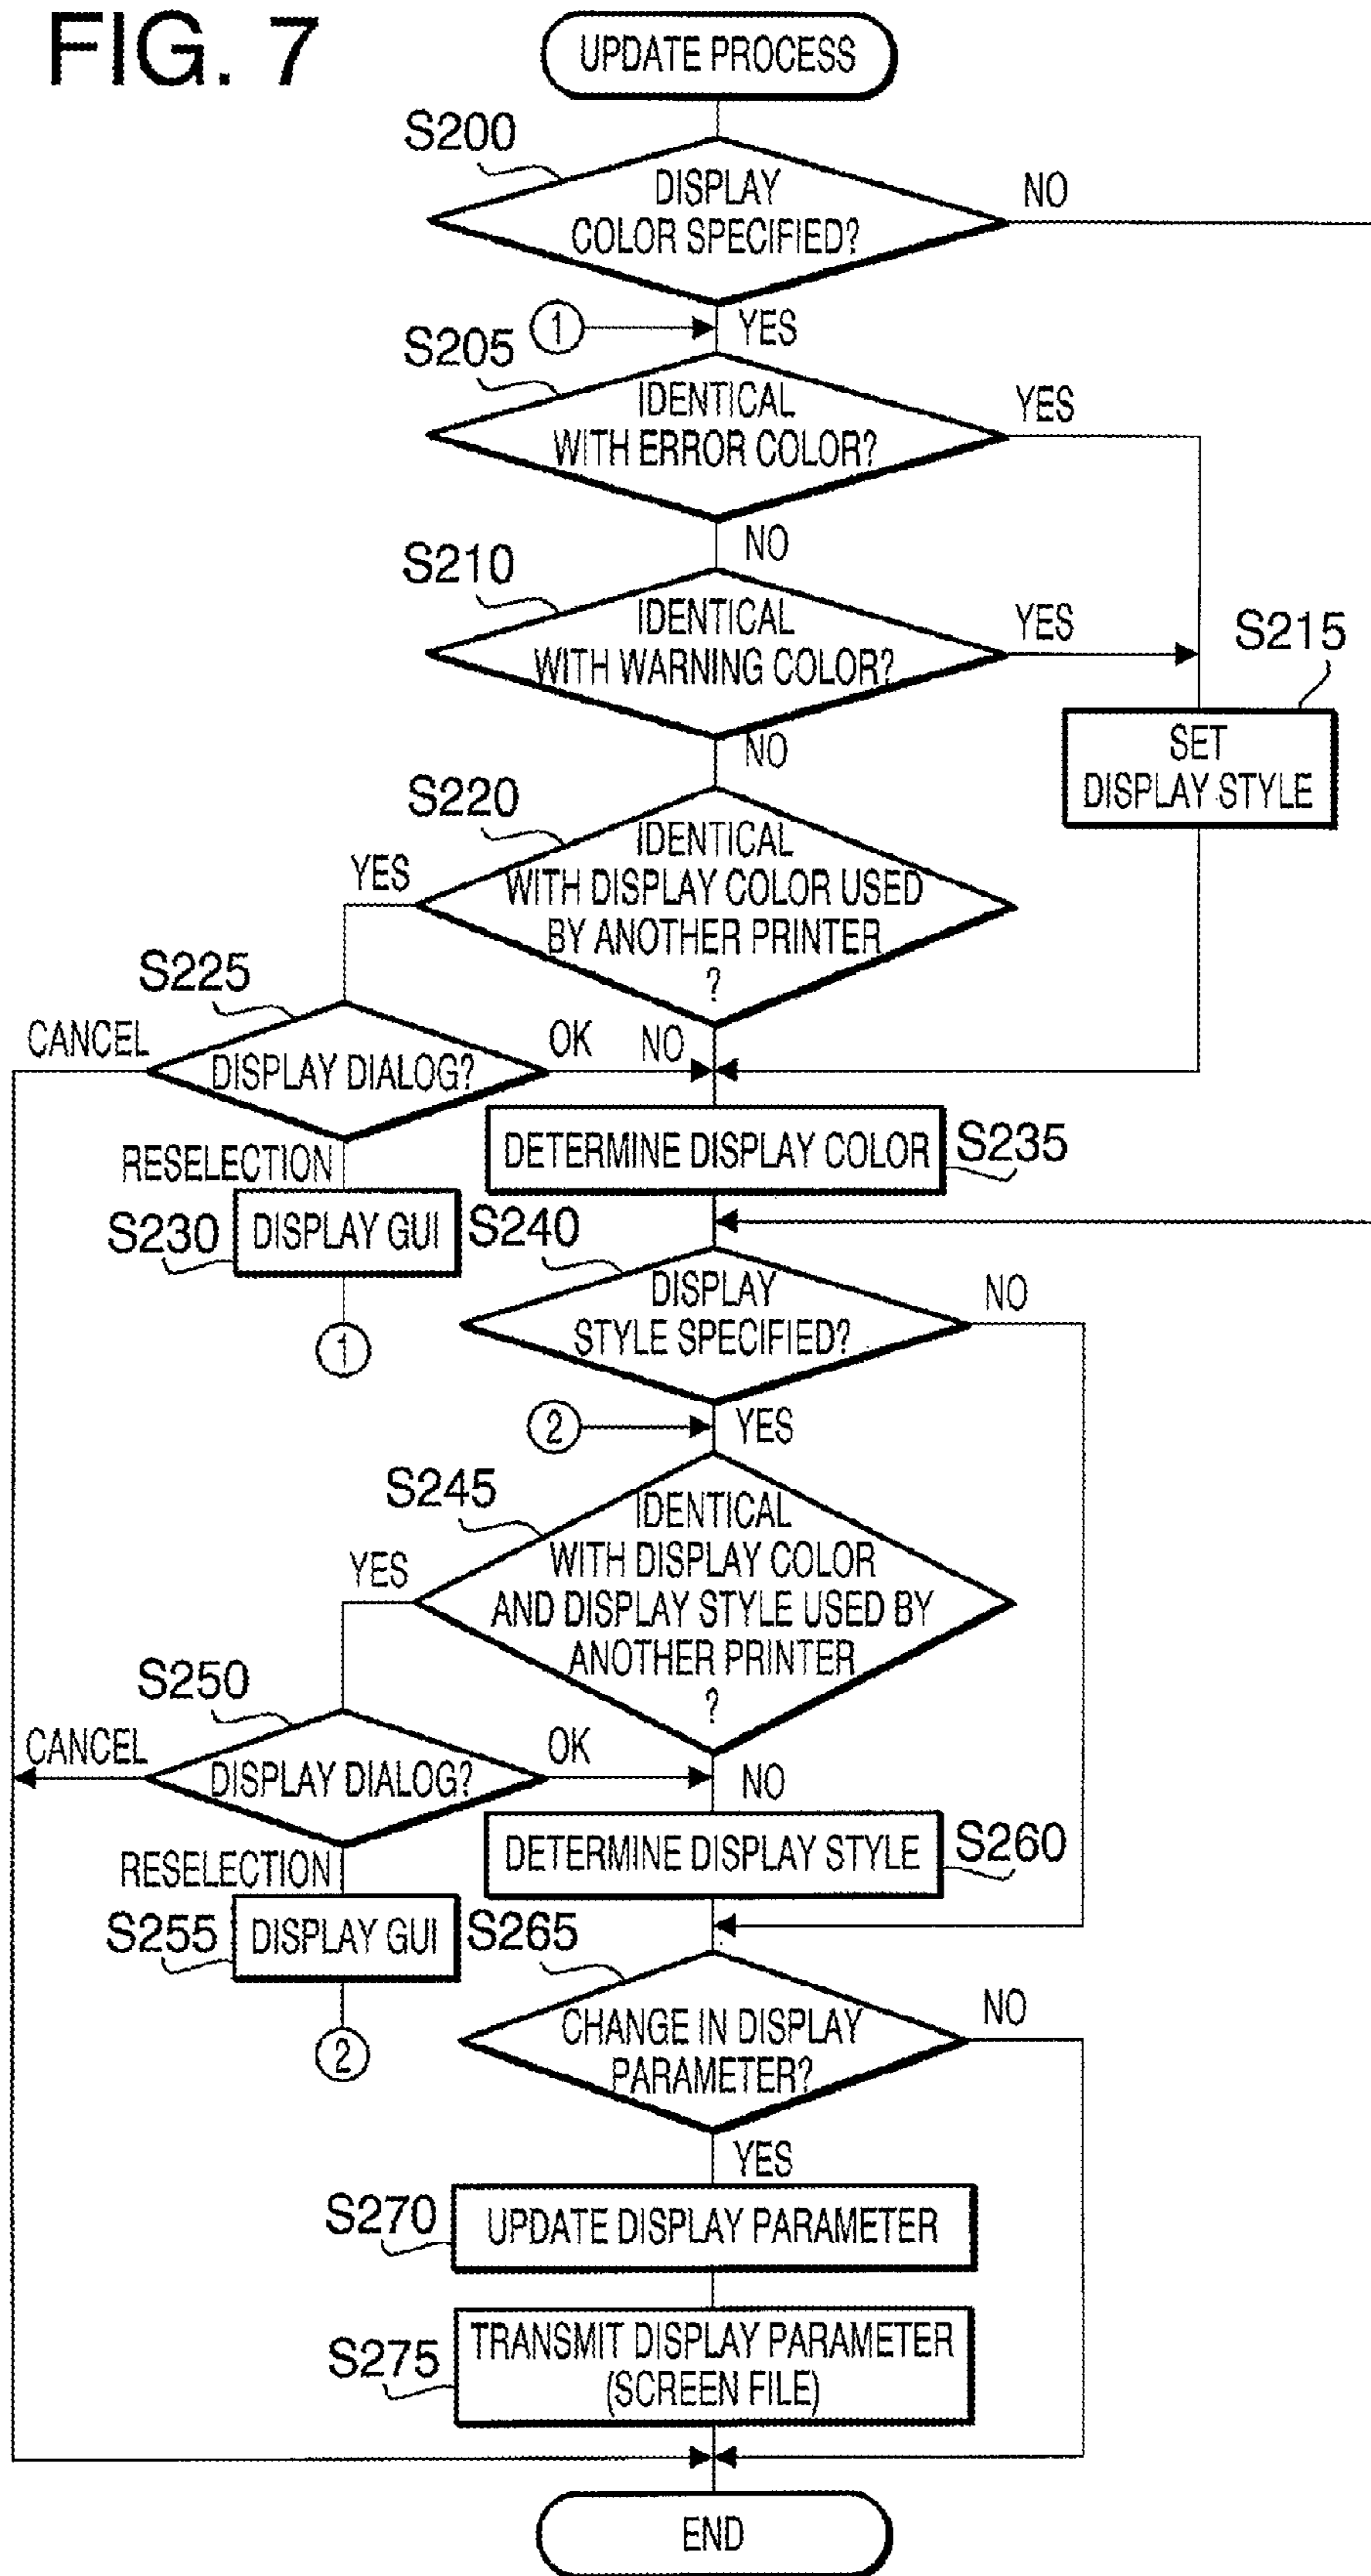 FIG. 7
UPDATE PROCESS
S200
DISPLAY
COLOR SPECIFIED?
NO
1
YES
S205
IDENTICAL
WITH ERROR COLOR?
YES
NO
S210
IDENTICAL
WITH WARNING COLOR?
YES
S215
SET
DISPLAY STYLE
NO
S220
IDENTICAL
WITH DISPLAY COLOR USED
BY ANOTHER PRINTER
?
YES
S225
CANCEL
DISPLAY DIALOG?
OK
NO
RESELECTION
DETERMINE DISPLAY COLOR
S235
S230
DISPLAY GUI
1
S240
DISPLAY
STYLE SPECIFIED?
NO
2
YES
S245
IDENTICAL
WITH DISPLAY COLOR
AND DISPLAY STYLE USED BY
ANOTHER PRINTER
?
YES
S250
CANCEL
DISPLAY DIALOG?
OK
NO
RESELECTION
DETERMINE DISPLAY STYLE
S260
S255
DISPLAY GUI
2
S265
CHANGE IN DISPLAY
PARAMETER?
NO
YES
S270
UPDATE DISPLAY PARAMETER
S275
TRANSMIT DISPLAY PARAMETER
(SCREEN FILE)
END